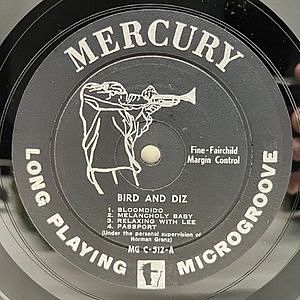 MERCURY
Fine-Fairchild
Margin Control
BIRD AND DIZ
1. BLOOMDIDO
2. MELANCHOLY BABY
3. RELAXING WITH LEE
4. PASSPORT
(Under the personal supervision of
Norman Granz)
MG C-512-A
LONG PLAYING MICROGROOVE